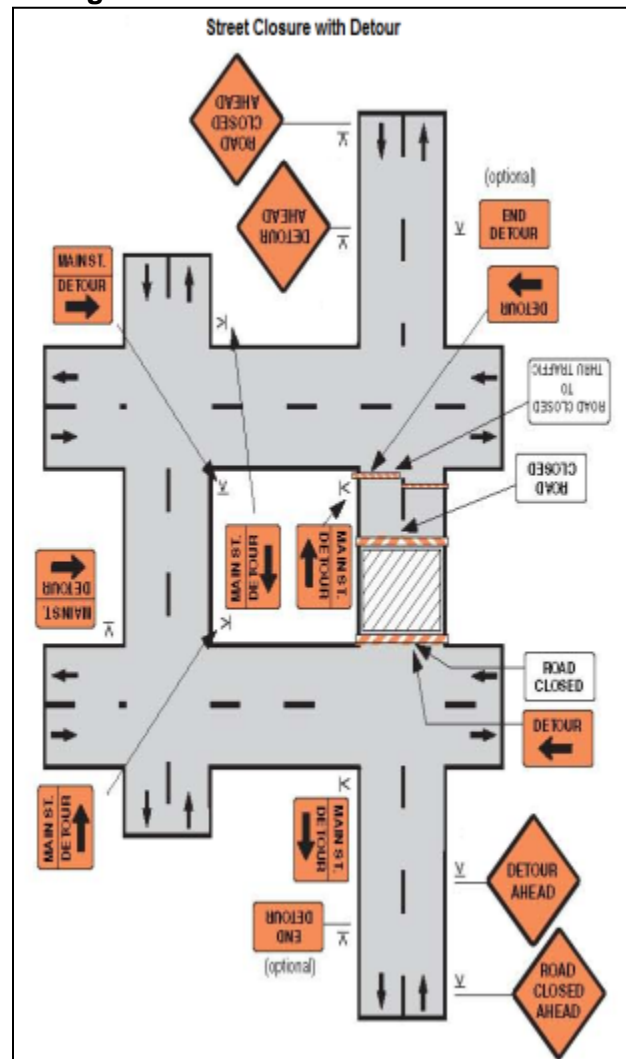 Street Closure with Detour
ROAD
CLOSED
AHEAD
DETOUR
AHEAD
(optional)
END
DETOUR
MAIN ST.
DETOUR
DETOUR
ROAD CLOSED
TO
THRU TRAFFIC
ROAD
CLOSED
MAIN ST.
DETOUR
MAIN ST.
DETOUR
MAIN ST.
DETOUR
ROAD
CLOSED
DETOUR
MAIN ST.
DETOUR
MAIN ST.
DETOUR
DETOUR
AHEAD
END
DETOUR
(optional)
ROAD
CLOSED
AHEAD